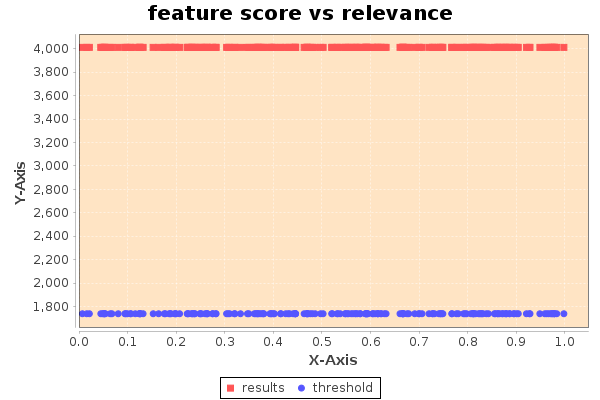 feature score vs relevance
Y-Axis
4,000
3,800
3,600
3,400
3,200
3,000
2,800
2,600
2,400
2,200
2,000
1,800
0.0 0.1 0.2 0.3 0.4 0.5 0.6 0.7 0.8 0.9 1.0
X-Axis
results threshold